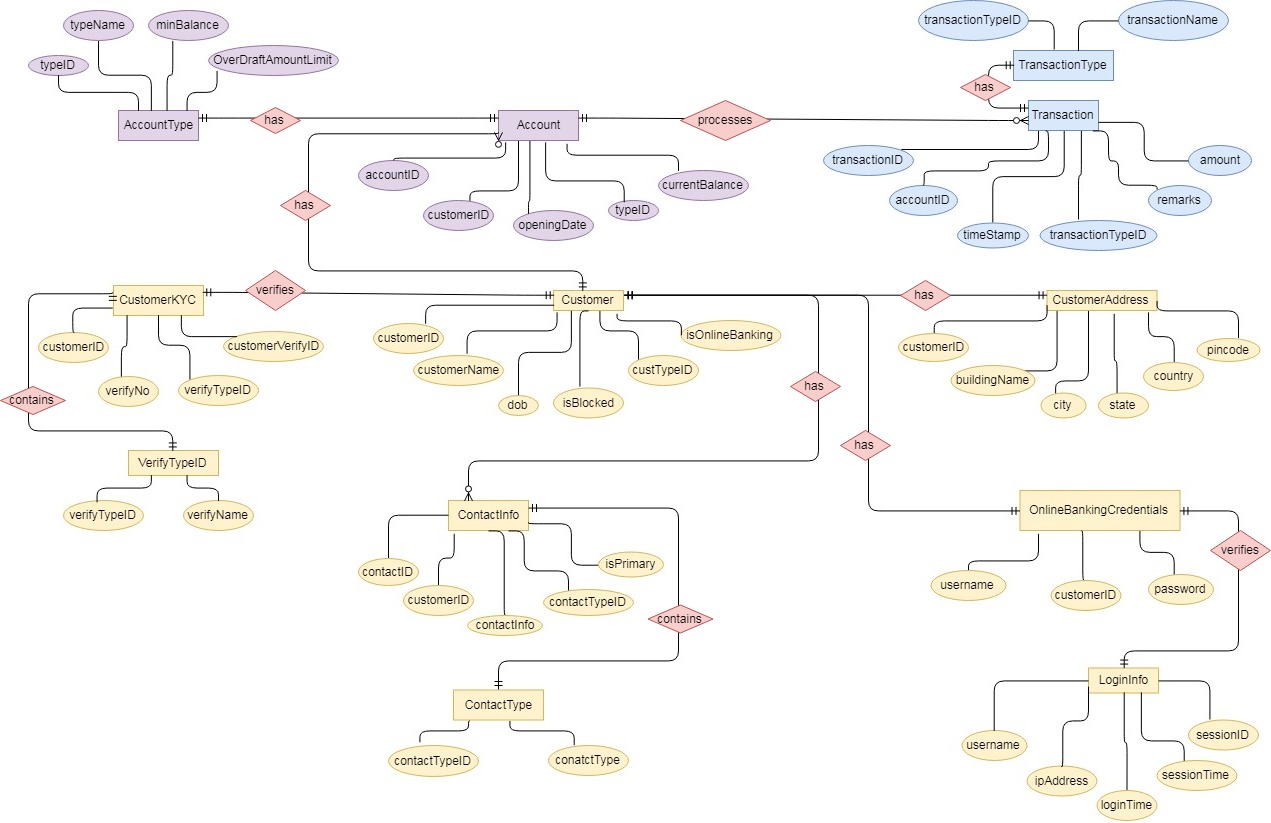 typeName
minBalance
typeID
OverDraftAmountLimit
AccountType
has
Account
processes
transactionTypeID
transactionName
TransactionType
has
Transaction
accountID
customerID
openingDate
typeID
currentBalance
transactionID
accountID
timeStamp
transactionTypeID
remarks
amount
has
CustomerKYC
verifies
Customer
has
CustomerAddress
customerID
verifyNo
verifyTypeID
customerVerifyID
customerID
customerName
dob
isBlocked
custTypeID
isOnlineBanking
customerID
buildingName
city
state
country
pincode
contains
has
has
VerifyTypeID
verifyTypeID
verifyName
ContactInfo
OnlineBankingCredentials
contactID
customerID
contactInfo
contactTypeID
isPrimary
username
customerID
password
verifies
contains
ContactType
contactTypeID
conatctType
LoginInfo
username
ipAddress
loginTime
sessionTime
sessionID